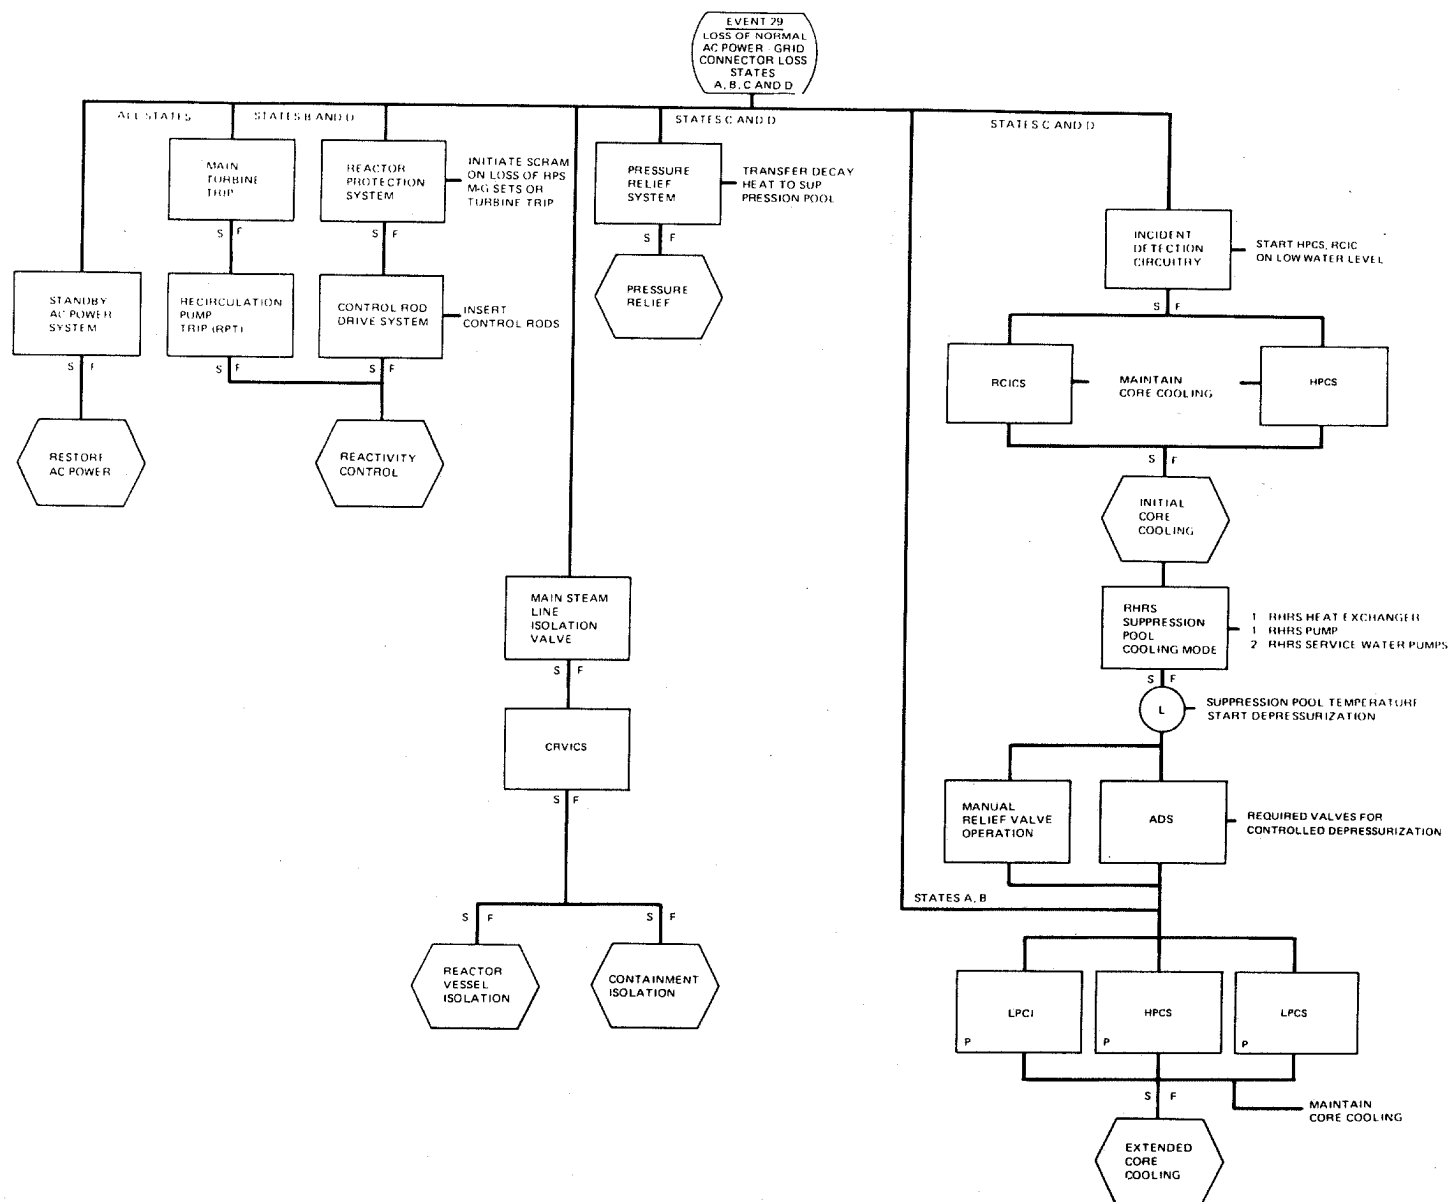 EVENT 29
LOSS OF NORMAL
AC POWER - GRID
CONNECTOR LOSS
STATES
A, B, C AND D
ALL STATES
STATES B AND D
STATES C AND D
STATES C AND D
MAIN
TURBINE
TRIP
REACTOR
PROTECTION
SYSTEM
INITIATE SCRAM
ON LOSS OF RPS
M-G SETS OR
TURBINE TRIP
PRESSURE
RELIEF
SYSTEM
TRANSFER DECAY
HEAT TO SUP
PRESSION POOL
S F
S F
S F
INCIDENT
DETECTION
CIRCUITRY
START HPCS, RCIC
ON LOW WATER LEVEL
STANDBY
AC POWER
SYSTEM
RECIRCULATION
PUMP
TRIP (RPT)
CONTROL ROD
DRIVE SYSTEM
INSERT
CONTROL RODS
PRESSURE
RELIEF
S F
S F
S F
S F
RCICS
MAINTAIN
CORE COOLING
HPCS
RESTORE
AC POWER
REACTIVITY
CONTROL
S F
INITIAL
CORE
COOLING
MAIN STEAM
LINE
ISOLATION
VALVE
RHRS
SUPPRESSION
POOL
COOLING MODE
1 RHRS HEAT EXCHANGER
1 RHRS PUMP
2 RHRS SERVICE WATER PUMPS
S F
S F
L
SUPPRESSION POOL TEMPERATURE
START DEPRESSURIZATION
CRVICS
S F
MANUAL
RELIEF VALVE
OPERATION
ADS
REQUIRED VALVES FOR
CONTROLLED DEPRESSURIZATION
STATES A, B
S F
S F
REACTOR
VESSEL
ISOLATION
CONTAINMENT
ISOLATION
LPCI
P
HPCS
P
LPCS
P
S F
MAINTAIN
CORE COOLING
EXTENDED
CORE
COOLING